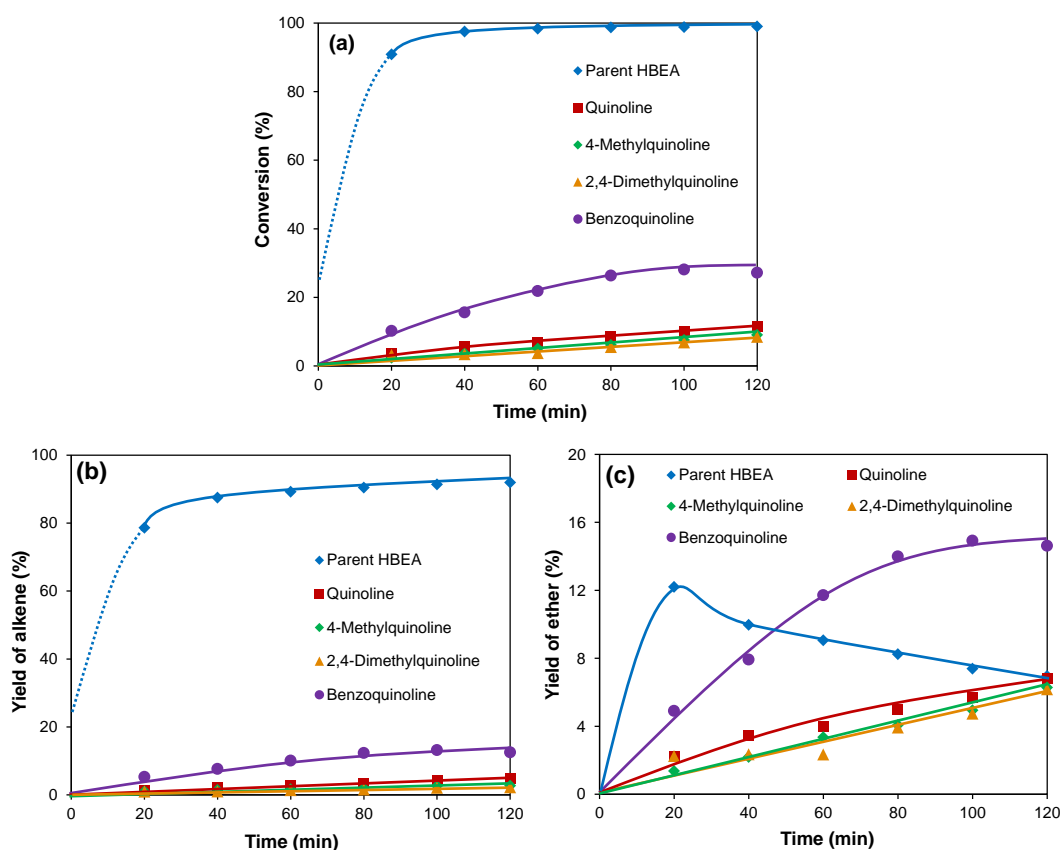 (a)
Conversion (%)
100
80
60
40
20
0
Parent HBEA
Quinoline
4-Methylquinoline
2,4-Dimethylquinoline
Benzoquinoline
0 20 40 60 80 100 120
Time (min)
(b)
Yield of alkene (%)
100
80
60
40
20
0
Parent HBEA
Quinoline
4-Methylquinoline
2,4-Dimethylquinoline
Benzoquinoline
0 20 40 60 80 100 120
Time (min)
(c)
Yield of ether (%)
20
16
12
8
4
0
Parent HBEA Quinoline
4-Methylquinoline 2,4-Dimethylquinoline
Benzoquinoline
0 20 40 60 80 100 120
Time (min)